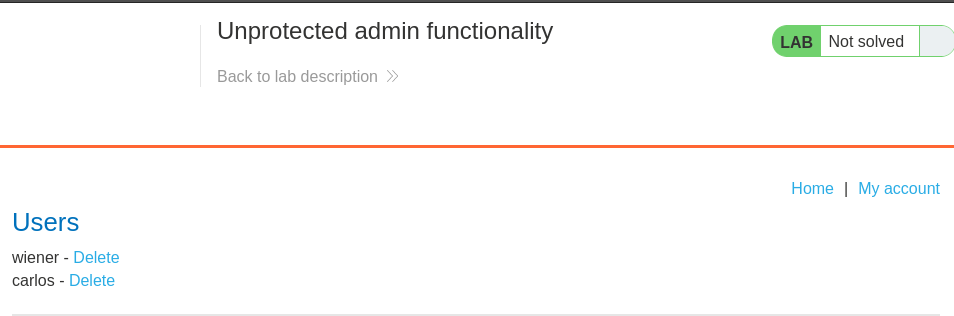 Unprotected admin functionality
LAB Not solved
Back to lab description
Home | My account
Users
wiener - Delete
carlos - Delete